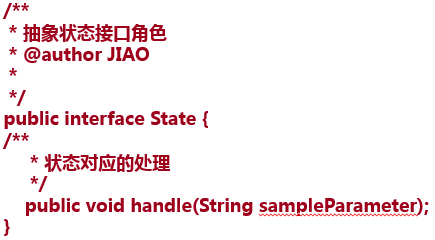 /**
 * 抽象状态接口角色
 * @author JIAO
 *
 */
public interface State {
/**
     * 状态对应的处理
     */
    public void handle(String sampleParameter);
}